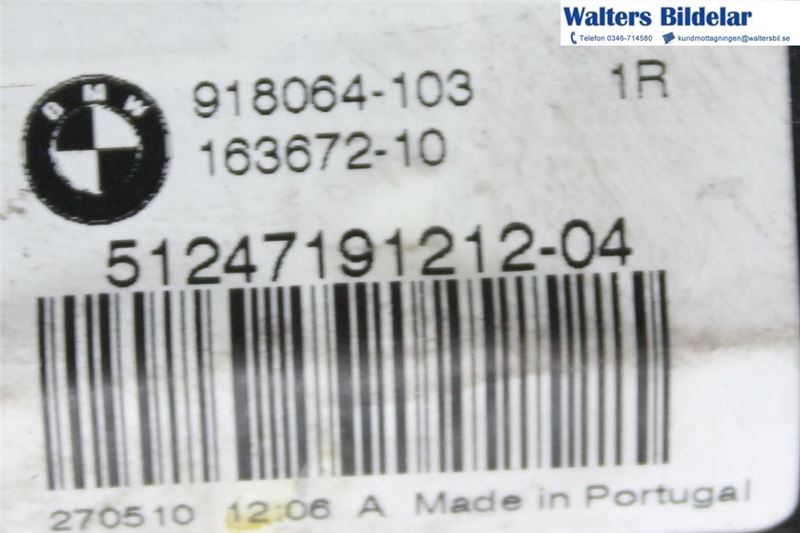 Walters Bildelar
Telefon 0346-714580 kundmottagningen@waltersbil.se
BMW
918064-103 1R
163672-10
51247191212-04
270510 12:06 A Made in Portugal